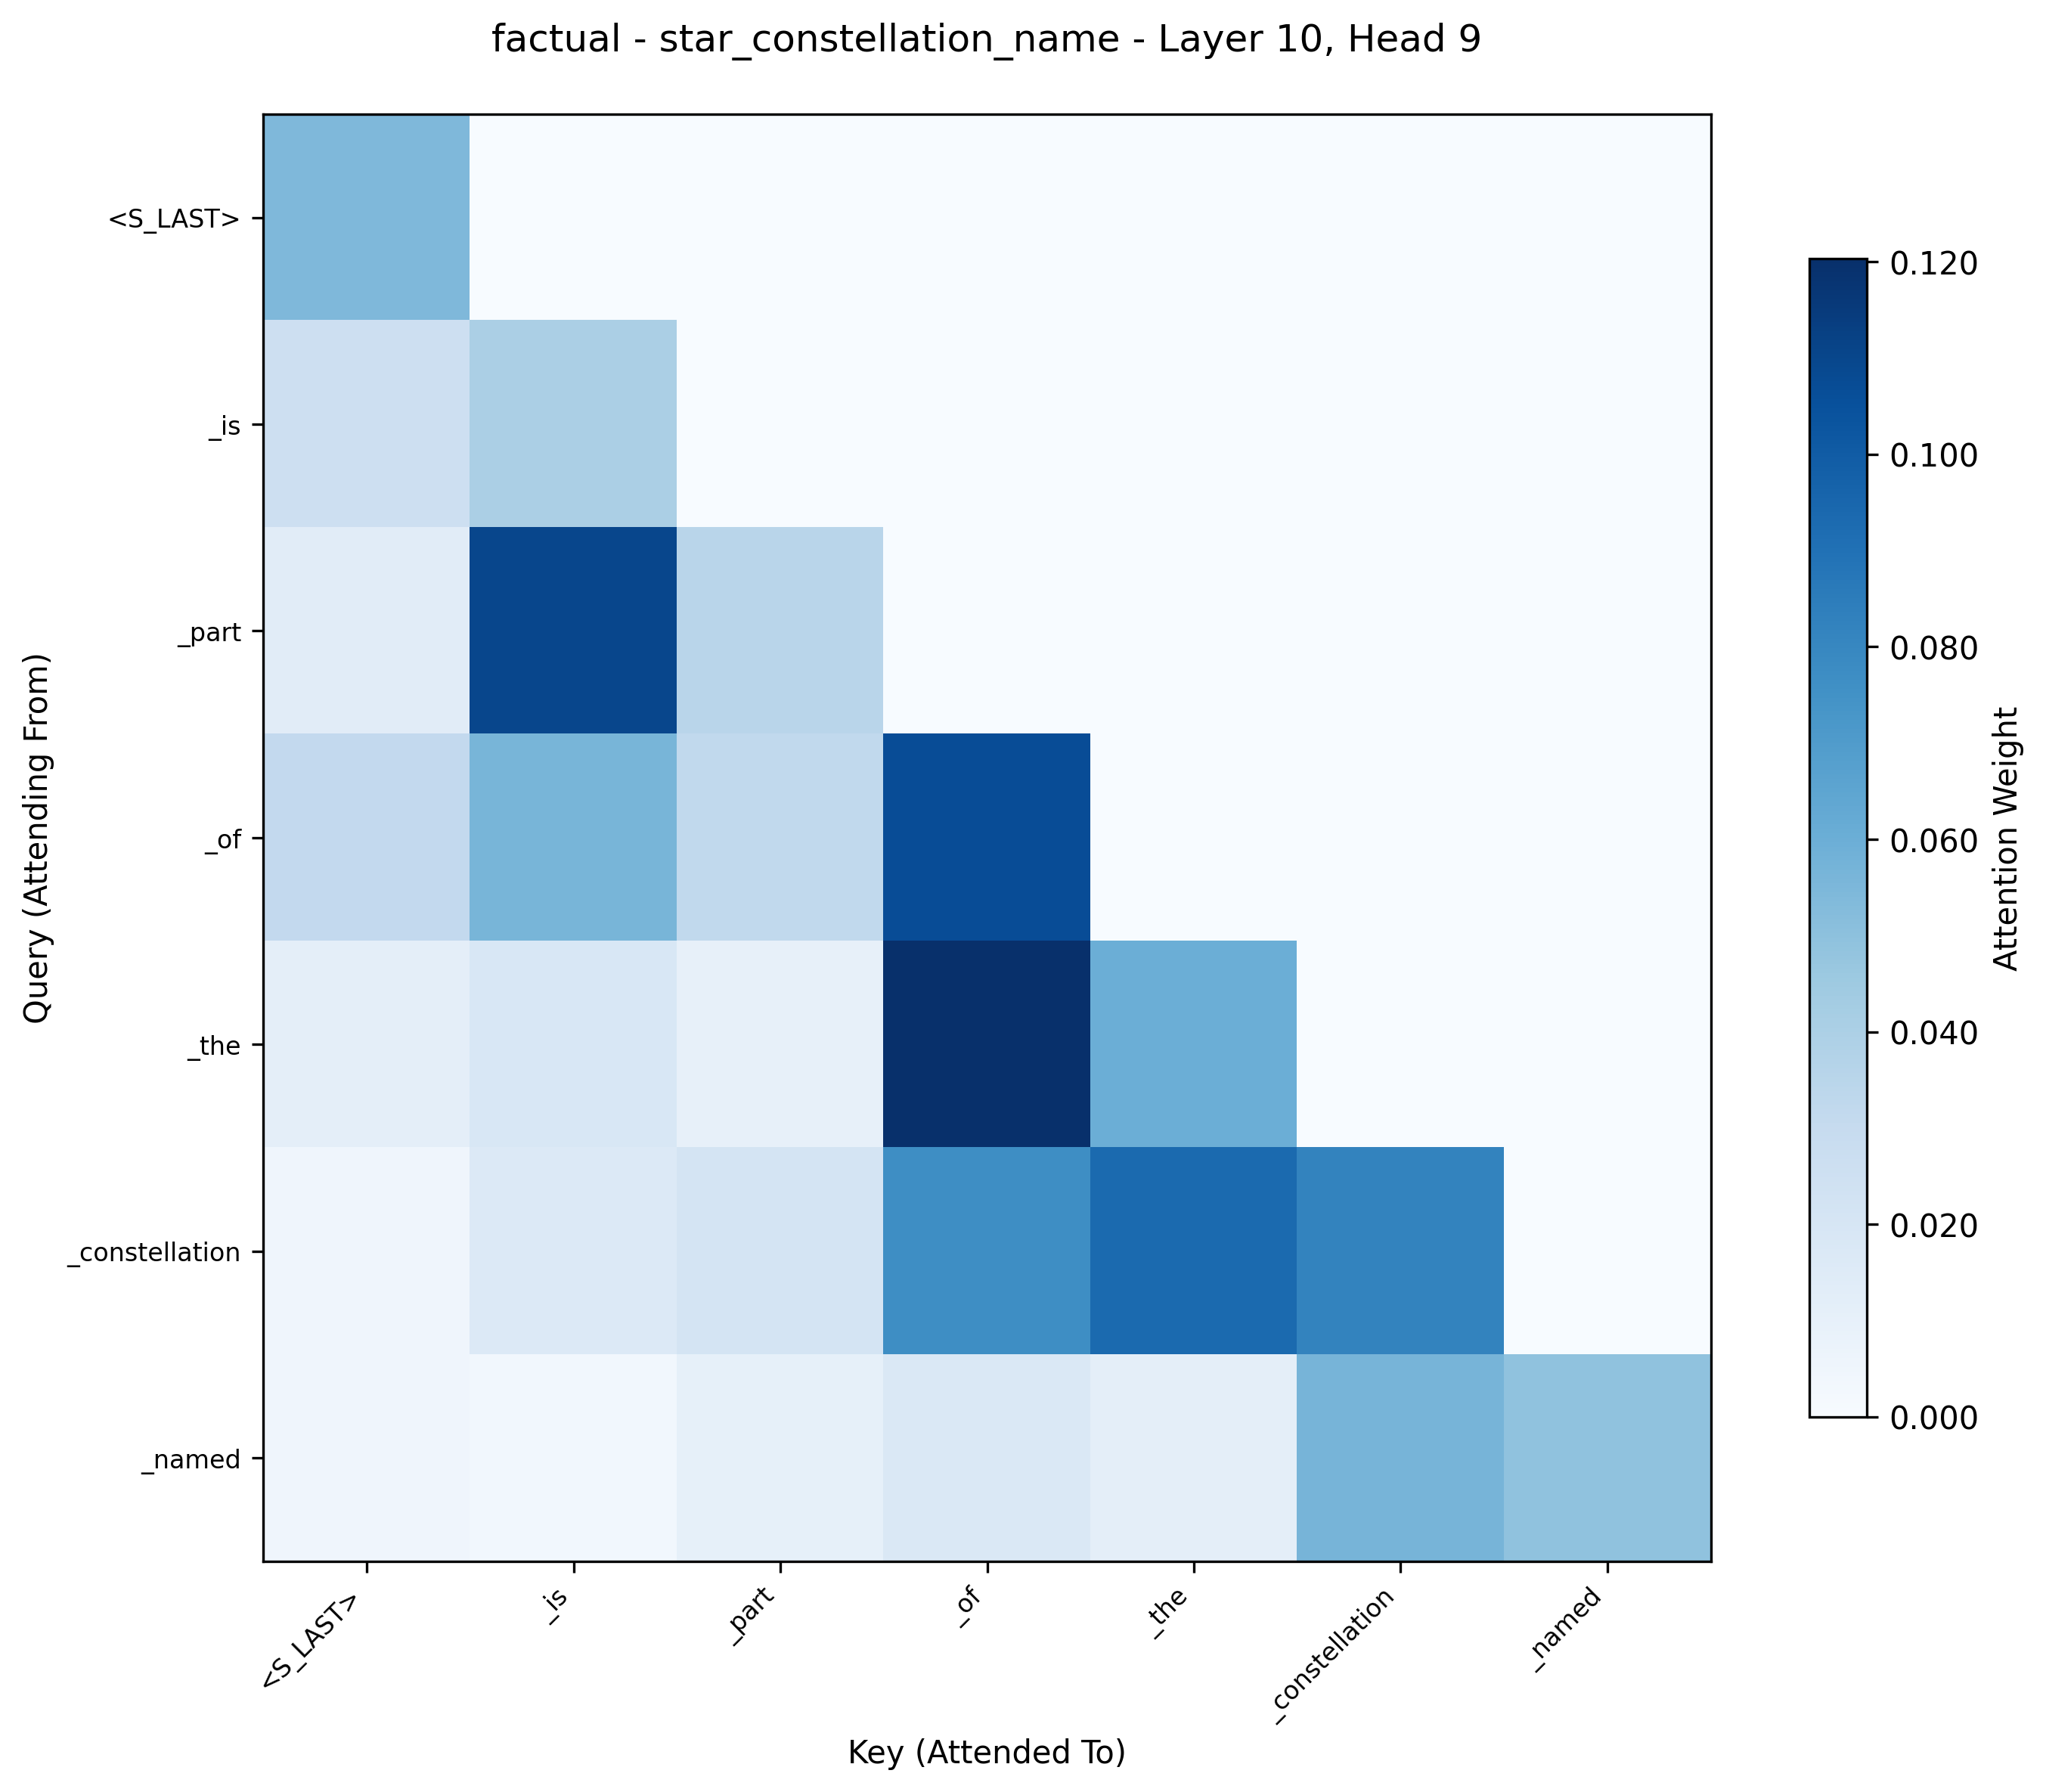 factual - star_constellation_name - Layer 10, Head 9
Query (Attending From)
<S_LAST>
_is
_part
_of
_the
_constellation
_named
<S_LAST>
_is
_part
_of
_the
_constellation
_named
Key (Attended To)
0.120
0.100
0.080
0.060
0.040
0.020
0.000
Attention Weight